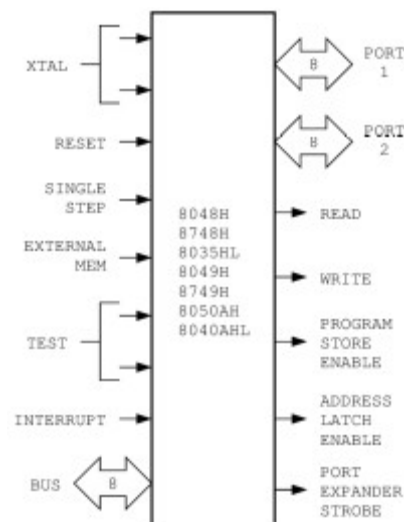 XTAL
RESET
SINGLE
STEP
EXTERNAL
MEM
TEST
INTERRUPT
BUS
8
8048H
8748H
8035HL
8049H
8749H
8050AH
8040AHL
8
PORT
1
8
PORT
2
READ
WRITE
PROGRAM
STORE
ENABLE
ADDRESS
LATCH
ENABLE
PORT
EXPANDER
STROBE